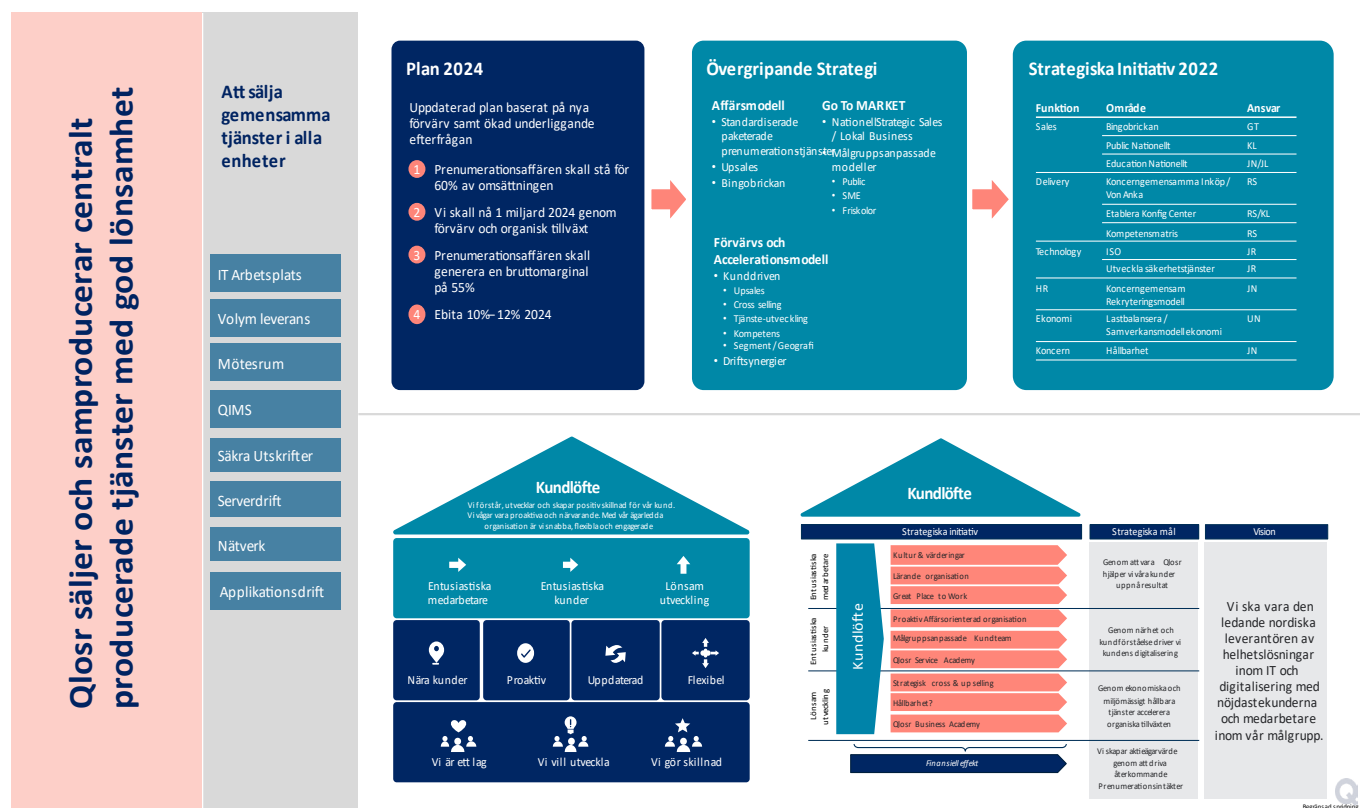 Qlosr säljer och samproducerar centralt
producerade tjänster med god lönsamhet
Att sälja
gemensamma
tjänster i alla
enheter
IT Arbetsplats
Volym leverans
Mötesrum
QIMS
Säkra Utskrifter
Serverdrift
Nätverk
Applikationsdrift
Plan 2024
Uppdaterad plan baserat på nya
förvärv samt ökad underliggande
efterfrågan
1 Prenumerationsaffären skall stå för
60% av omsättningen
2 Vi skall nå 1 miljard 2024 genom
förvärv och organisk tillväxt
3 Prenumerationsaffären skall
generera en bruttomarginal
på 55%
4 Ebita 10%–12% 2024
Övergripande Strategi
Affärsmodell
• Standardiserade
paketerade
prenumerationstjänster
• Upsales
• Bingobrickan
Go To MARKET
• NationellStrategic Sales
/ Lokal Business
• Målgruppsanpassade
modeller
• Public
• SME
• Friskolor
Förvärvs och
Accelerationsmodell
• Kunddriven
• Upsales
• Cross selling
• Tjänste-utveckling
• Kompetens
• Segment / Geografi
• Driftsynergier
Strategiska Initiativ 2022
Funktion Område Ansvar
Sales Bingobrickan GT
Public Nationellt KL
Education Nationellt JN/JL
Delivery Koncerngemensamma Inköp / RS
Von Anka
Etablera Konfig Center RS/KL
Kompetensmatris RS
Technology ISO JR
Utveckla säkerhetstjänster JR
HR Koncerngemensam JN
Rekryteringsmodell
Ekonomi Lastbalansera / UN
Samverkansmodell ekonomi
Koncern Hållbarhet JN
Kundlöfte
Vi förstår, utvecklar och skapar positiv skillnad för vår kund.
Vi vågar vara proaktiva och närvarande. Med vår ägarledda
organisation är vi snabba, flexibla och engagerade
Entusiastiska
medarbetare
Entusiastiska
kunder
Lönsam
utveckling
Nära kunder
Proaktiv
Uppdaterad
Flexibel
Vi är ett lag
Vi vill utveckla
Vi gör skillnad
Kundlöfte
Strategiska initiativ
Strategiska mål
Vision
Entusiastiska
medarbetare
Entusiastiska
kunder
Lönsam
utveckling
Kundlöfte
Kultur & värderingar
Lärande organisation
Great Place to Work
Proaktiv Affärsorienterad organisation
Målgruppsanpassade Kundteam
Qlosr Service Academy
Strategisk cross & up selling
Hållbarhet?
Qlosr Business Academy
Finansiell effekt
Genom att vara Qlosr
hjälper vi våra kunder
uppnå resultat
Genom närhet och
kundförståelse driver vi
kundens digitalisering
Genom ekonomiska och
miljömässigt hållbara
tjänster accelerera
organiska tillväxten
Vi skapar aktieägarvärde
genom att driva
återkommande
Prenumerationsintäkter
Vi ska vara den
ledande nordiska
leverantören av
helhetslösningar
inom IT och
digitalisering med
nöjdastekunderna
och medarbetare
inom vår målgrupp.
Q
Begränsad spridning